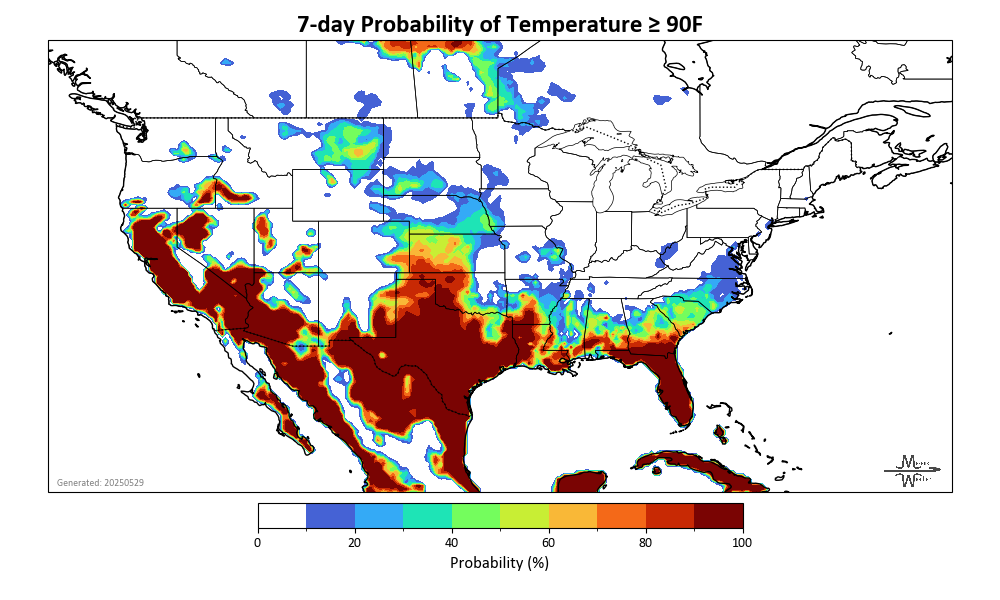 7-day Probability of Temperature ≥ 90F
Generated: 20250529
0 20 40 60 80 100
Probability (%)